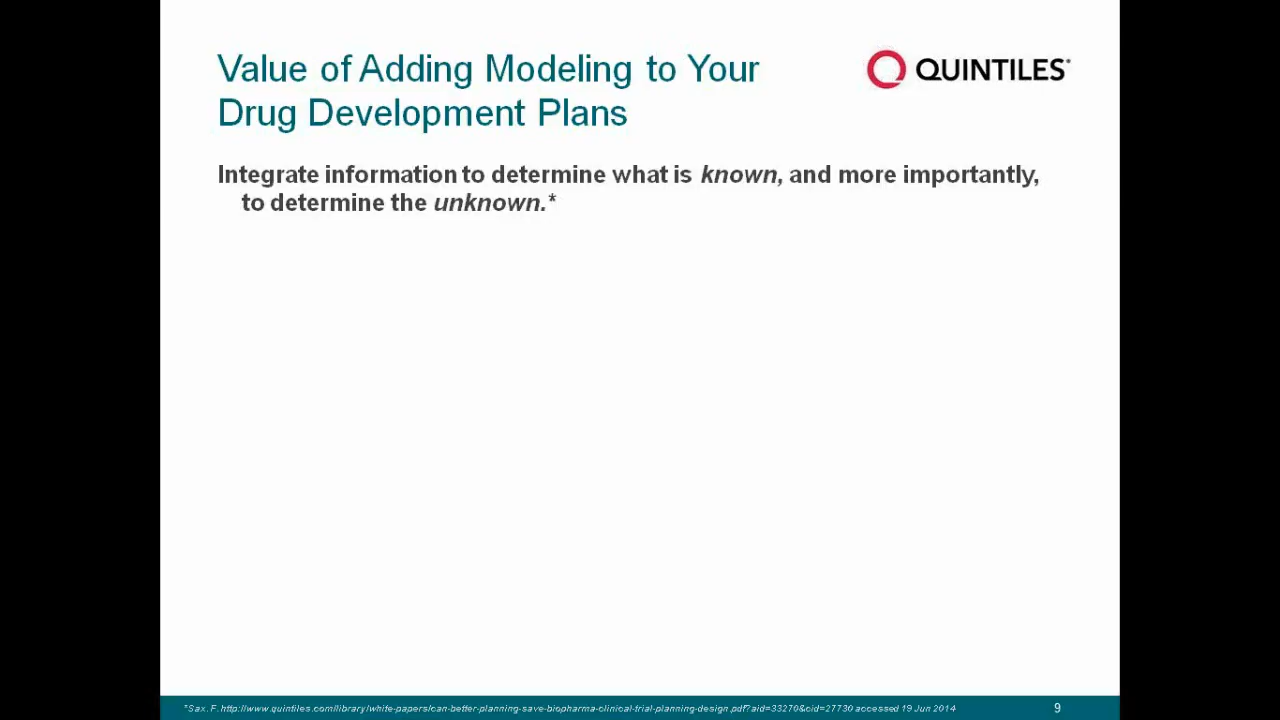 Value of Adding Modeling to Your
Drug Development Plans
QUINTILES®
Integrate information to determine what is known, and more importantly,
to determine the unknown.*
*Sax. F. http://www.quintiles.com/library/white-papers/can-better-planning-save-biopharma-clinical-trial-planning-design.pdf?aid=33270&cid=27730 accessed 19 Jun 2014
9